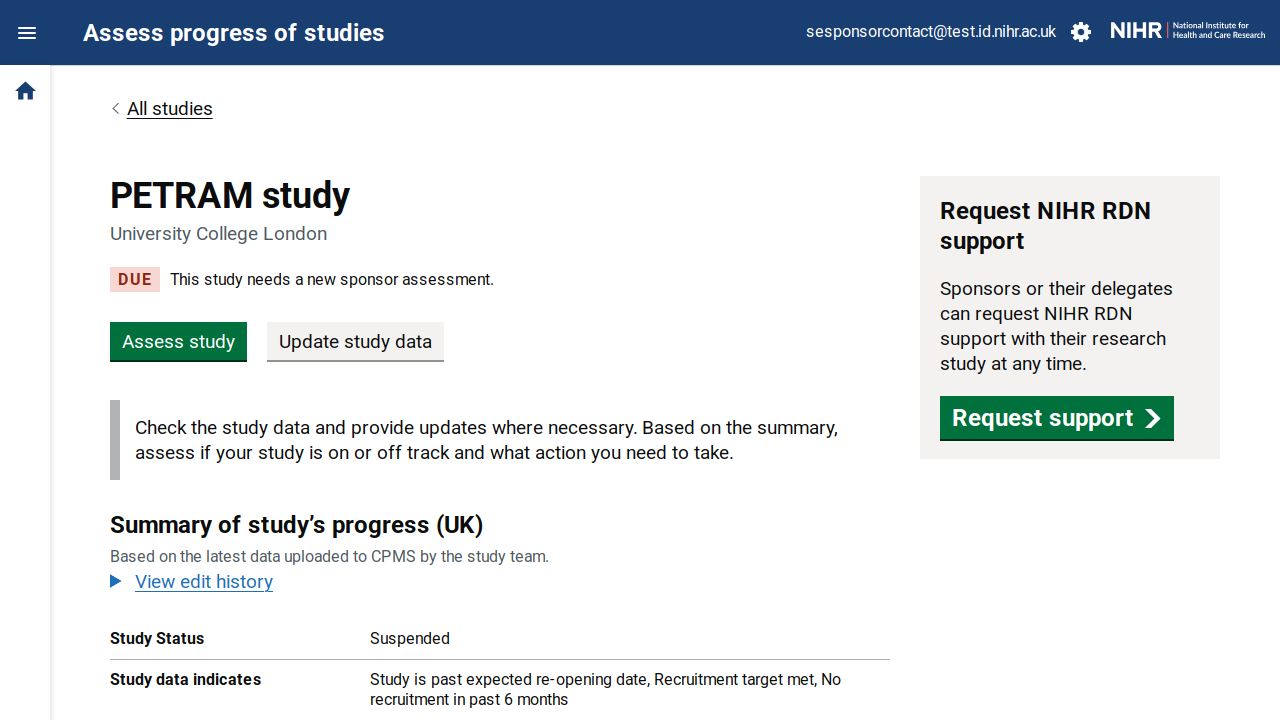 Assess progress of studies
sesponsorcontact@test.id.nihr.ac.uk
NIHR
National Institute for
Health and Care Research
All studies
PETRAM study
University College London
DUE
This study needs a new sponsor assessment.
Assess study
Update study data
Check the study data and provide updates where necessary. Based on the summary,
assess if your study is on or off track and what action you need to take.
Summary of study’s progress (UK)
Based on the latest data uploaded to CPMS by the study team.
View edit history
Study Status
Suspended
Study data indicates
Study is past expected re-opening date, Recruitment target met, No
recruitment in past 6 months
Request NIHR RDN
support
Sponsors or their delegates
can request NIHR RDN
support with their research
study at any time.
Request support